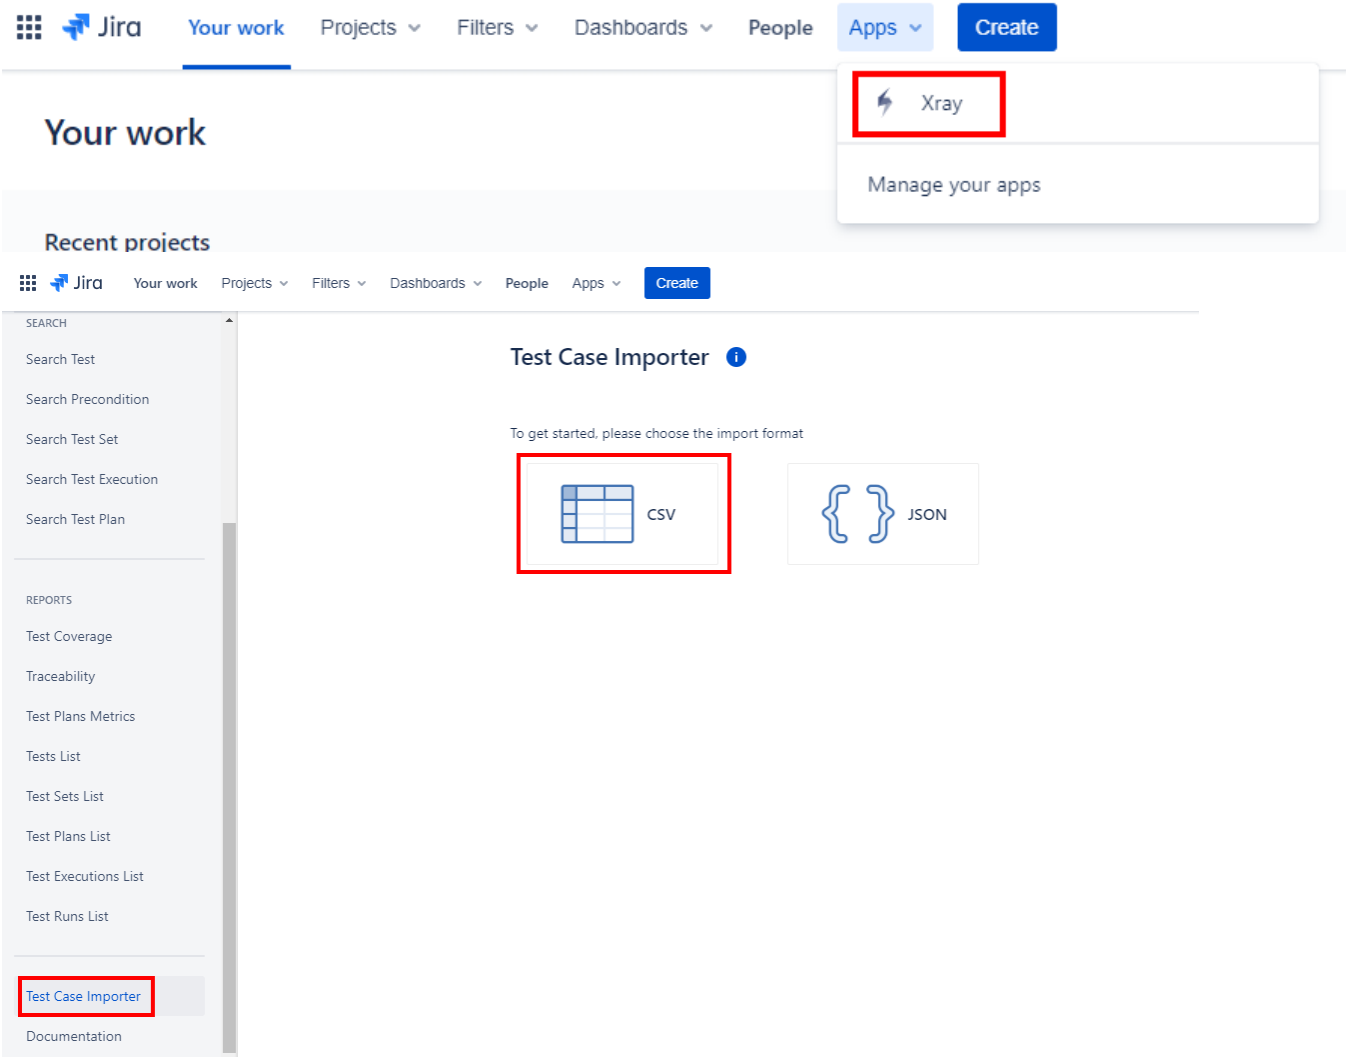 Jira Your work Projects Filters Dashboards People Apps Create
Xray
Manage your apps
Your work
Recent projects
Jira Your work Projects Filters Dashboards People Apps Create
SEARCH
Search Test
Search Precondition
Search Test Set
Search Test Execution
Search Test Plan
REPORTS
Test Coverage
Traceability
Test Plans Metrics
Tests List
Test Sets List
Test Plans List
Test Executions List
Test Runs List
Test Case Importer
Documentation
Test Case Importer i
To get started, please choose the import format
CSV
{ } JSON